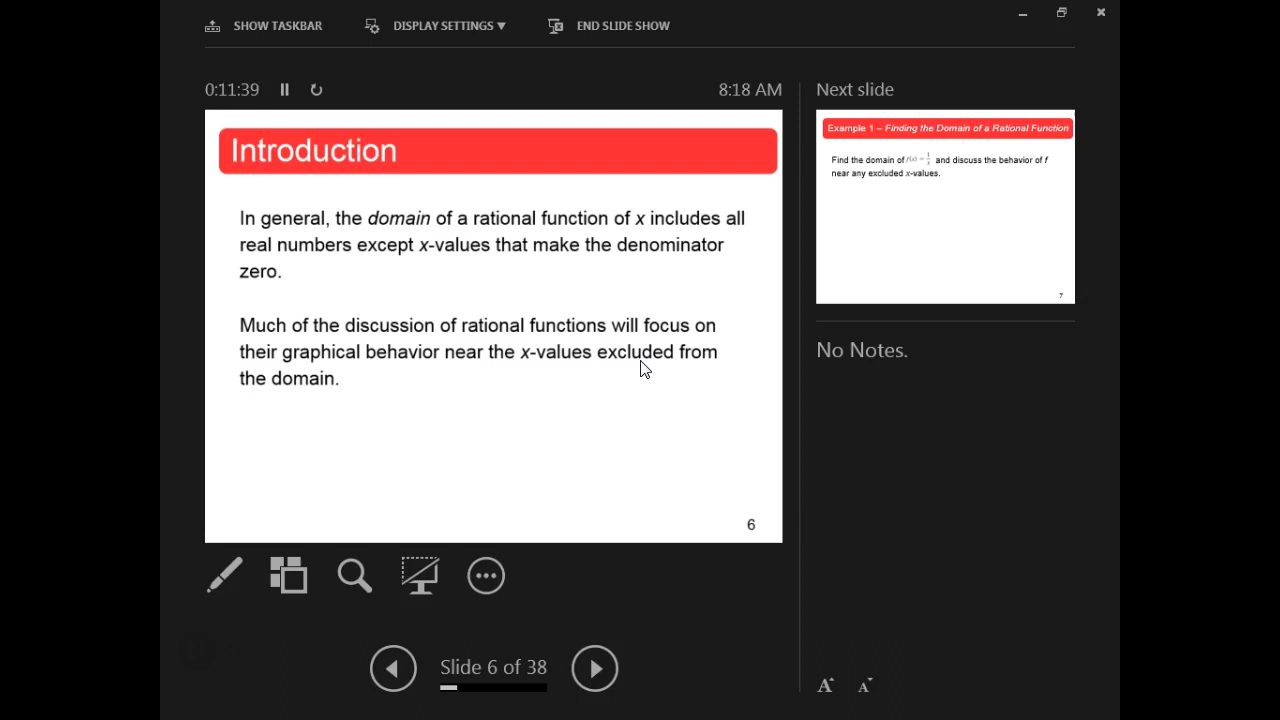 SHOW TASKBAR
DISPLAY SETTINGS ▼
END SLIDE SHOW
0:11:39
8:18 AM
Next slide
Introduction
In general, the domain of a rational function of x includes all
real numbers except x-values that make the denominator
zero.
Much of the discussion of rational functions will focus on
their graphical behavior near the x-values excluded from
the domain.
6
Example 1 – Finding the Domain of a Rational Function
Find the domain of f(x) = 1/x and discuss the behavior of f
near any excluded x-values.
7
No Notes.
Slide 6 of 38
A A